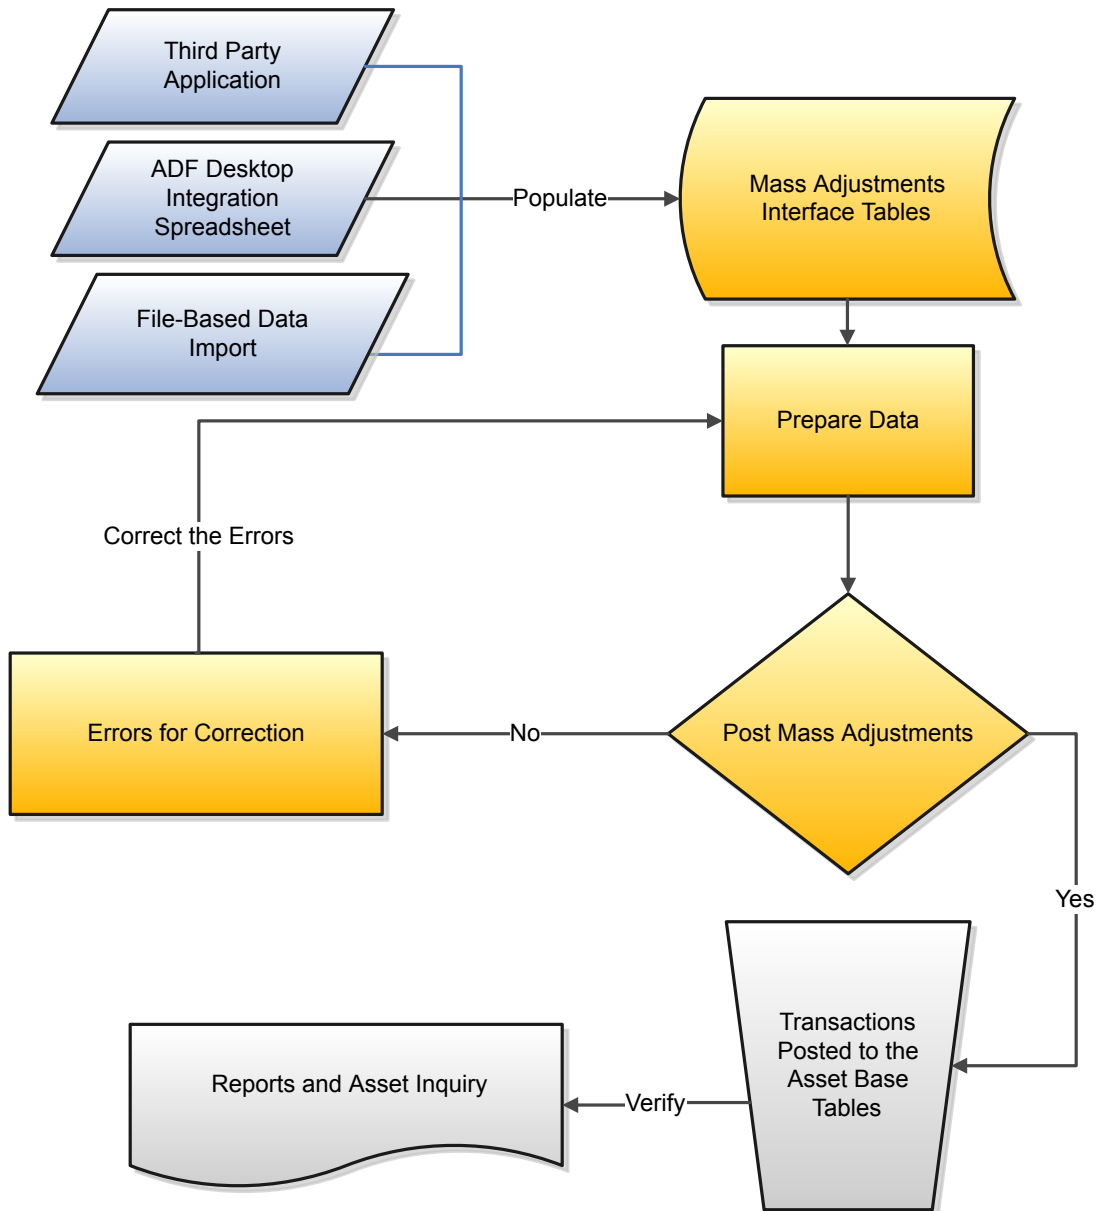 Third Party
Application
ADF Desktop
Integration
Spreadsheet
File-Based Data
Import
Populate
Mass Adjustments
Interface Tables
Prepare Data
Correct the Errors
Errors for Correction
No
Post Mass Adjustments
Yes
Transactions
Posted to the
Asset Base
Tables
Verify
Reports and Asset Inquiry